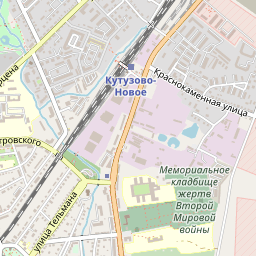 Кутузово-
Новое
Краснокаменная улица
Мемориальное
кладбище
жертв
Второй
Мировой
войны
улица Тельмана